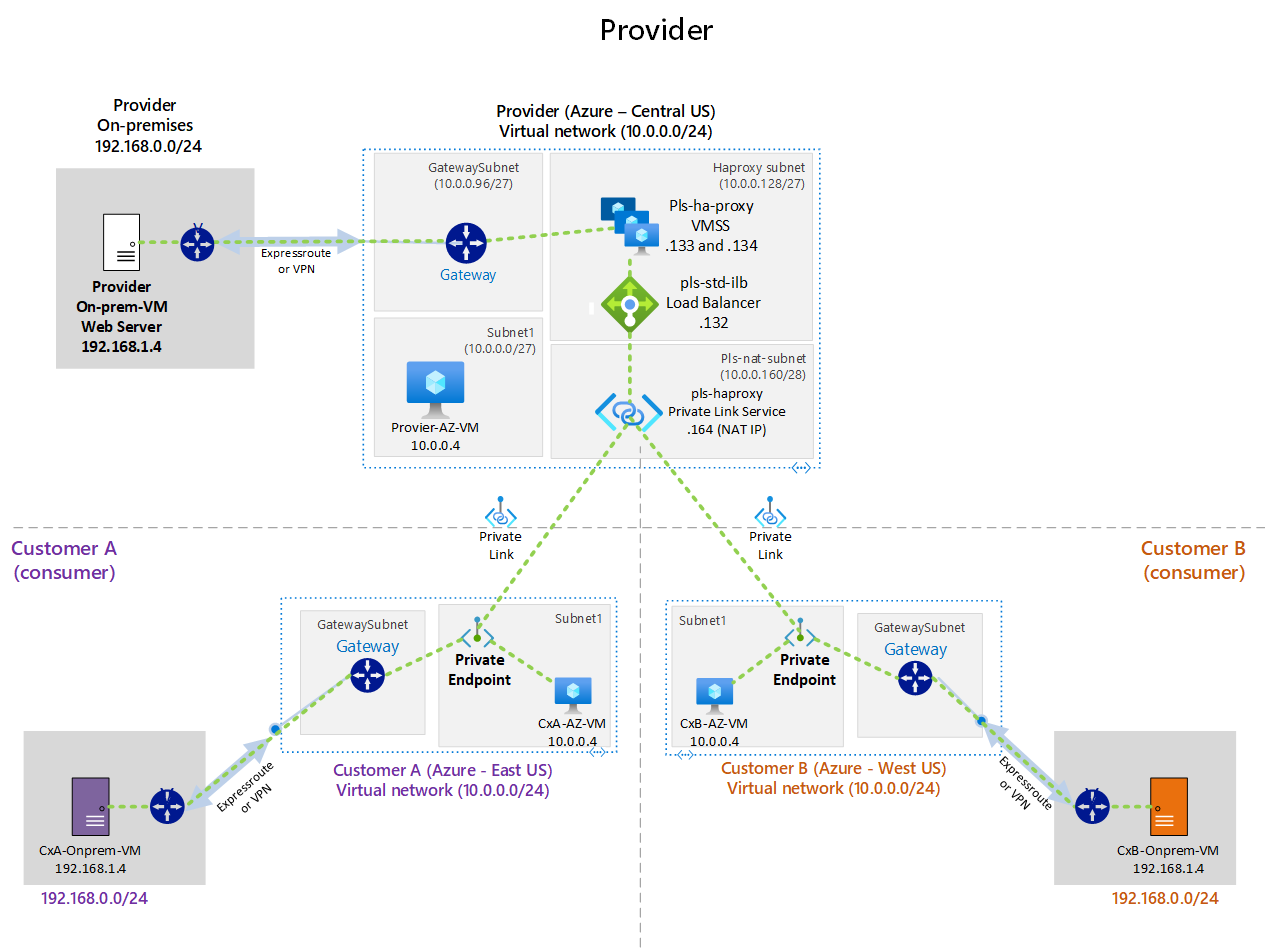 Provider
Provider
On-premises
192.168.0.0/24
Provider
On-prem-VM
Web Server
192.168.1.4
Expressroute
or VPN
Provider (Azure – Central US)
Virtual network (10.0.0.0/24)
GatewaySubnet
(10.0.0.96/27)
Gateway
Haproxy subnet
(10.0.0.128/27)
Pls-ha-proxy
VMSS
.133 and .134
pls-std-ilb
Load Balancer
.132
Subnet1
(10.0.0.0/27)
Provier-AZ-VM
10.0.0.4
Pls-nat-subnet
(10.0.0.160/28)
pls-haproxy
Private Link Service
.164 (NAT IP)
Private
Link
Private
Link
Customer A
(consumer)
Customer B
(consumer)
GatewaySubnet
Gateway
Subnet1
Private
Endpoint
CxA-AZ-VM
10.0.0.4
Customer A (Azure - East US)
Virtual network (10.0.0.0/24)
Expressroute
or VPN
CxA-Onprem-VM
192.168.1.4
192.168.0.0/24
Subnet1
Private
Endpoint
CxB-AZ-VM
10.0.0.4
GatewaySubnet
Gateway
Customer B (Azure - West US)
Virtual network (10.0.0.0/24)
Expressroute
or VPN
CxB-Onprem-VM
192.168.1.4
192.168.0.0/24